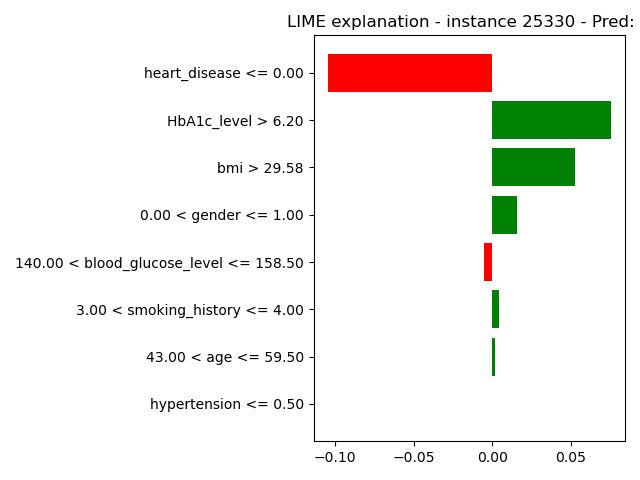 LIME explanation - instance 25330 - Pred:
heart_disease <= 0.00
HbA1c_level > 6.20
bmi > 29.58
0.00 < gender <= 1.00
140.00 < blood_glucose_level <= 158.50
3.00 < smoking_history <= 4.00
43.00 < age <= 59.50
hypertension <= 0.50
−0.10 −0.05 0.00 0.05